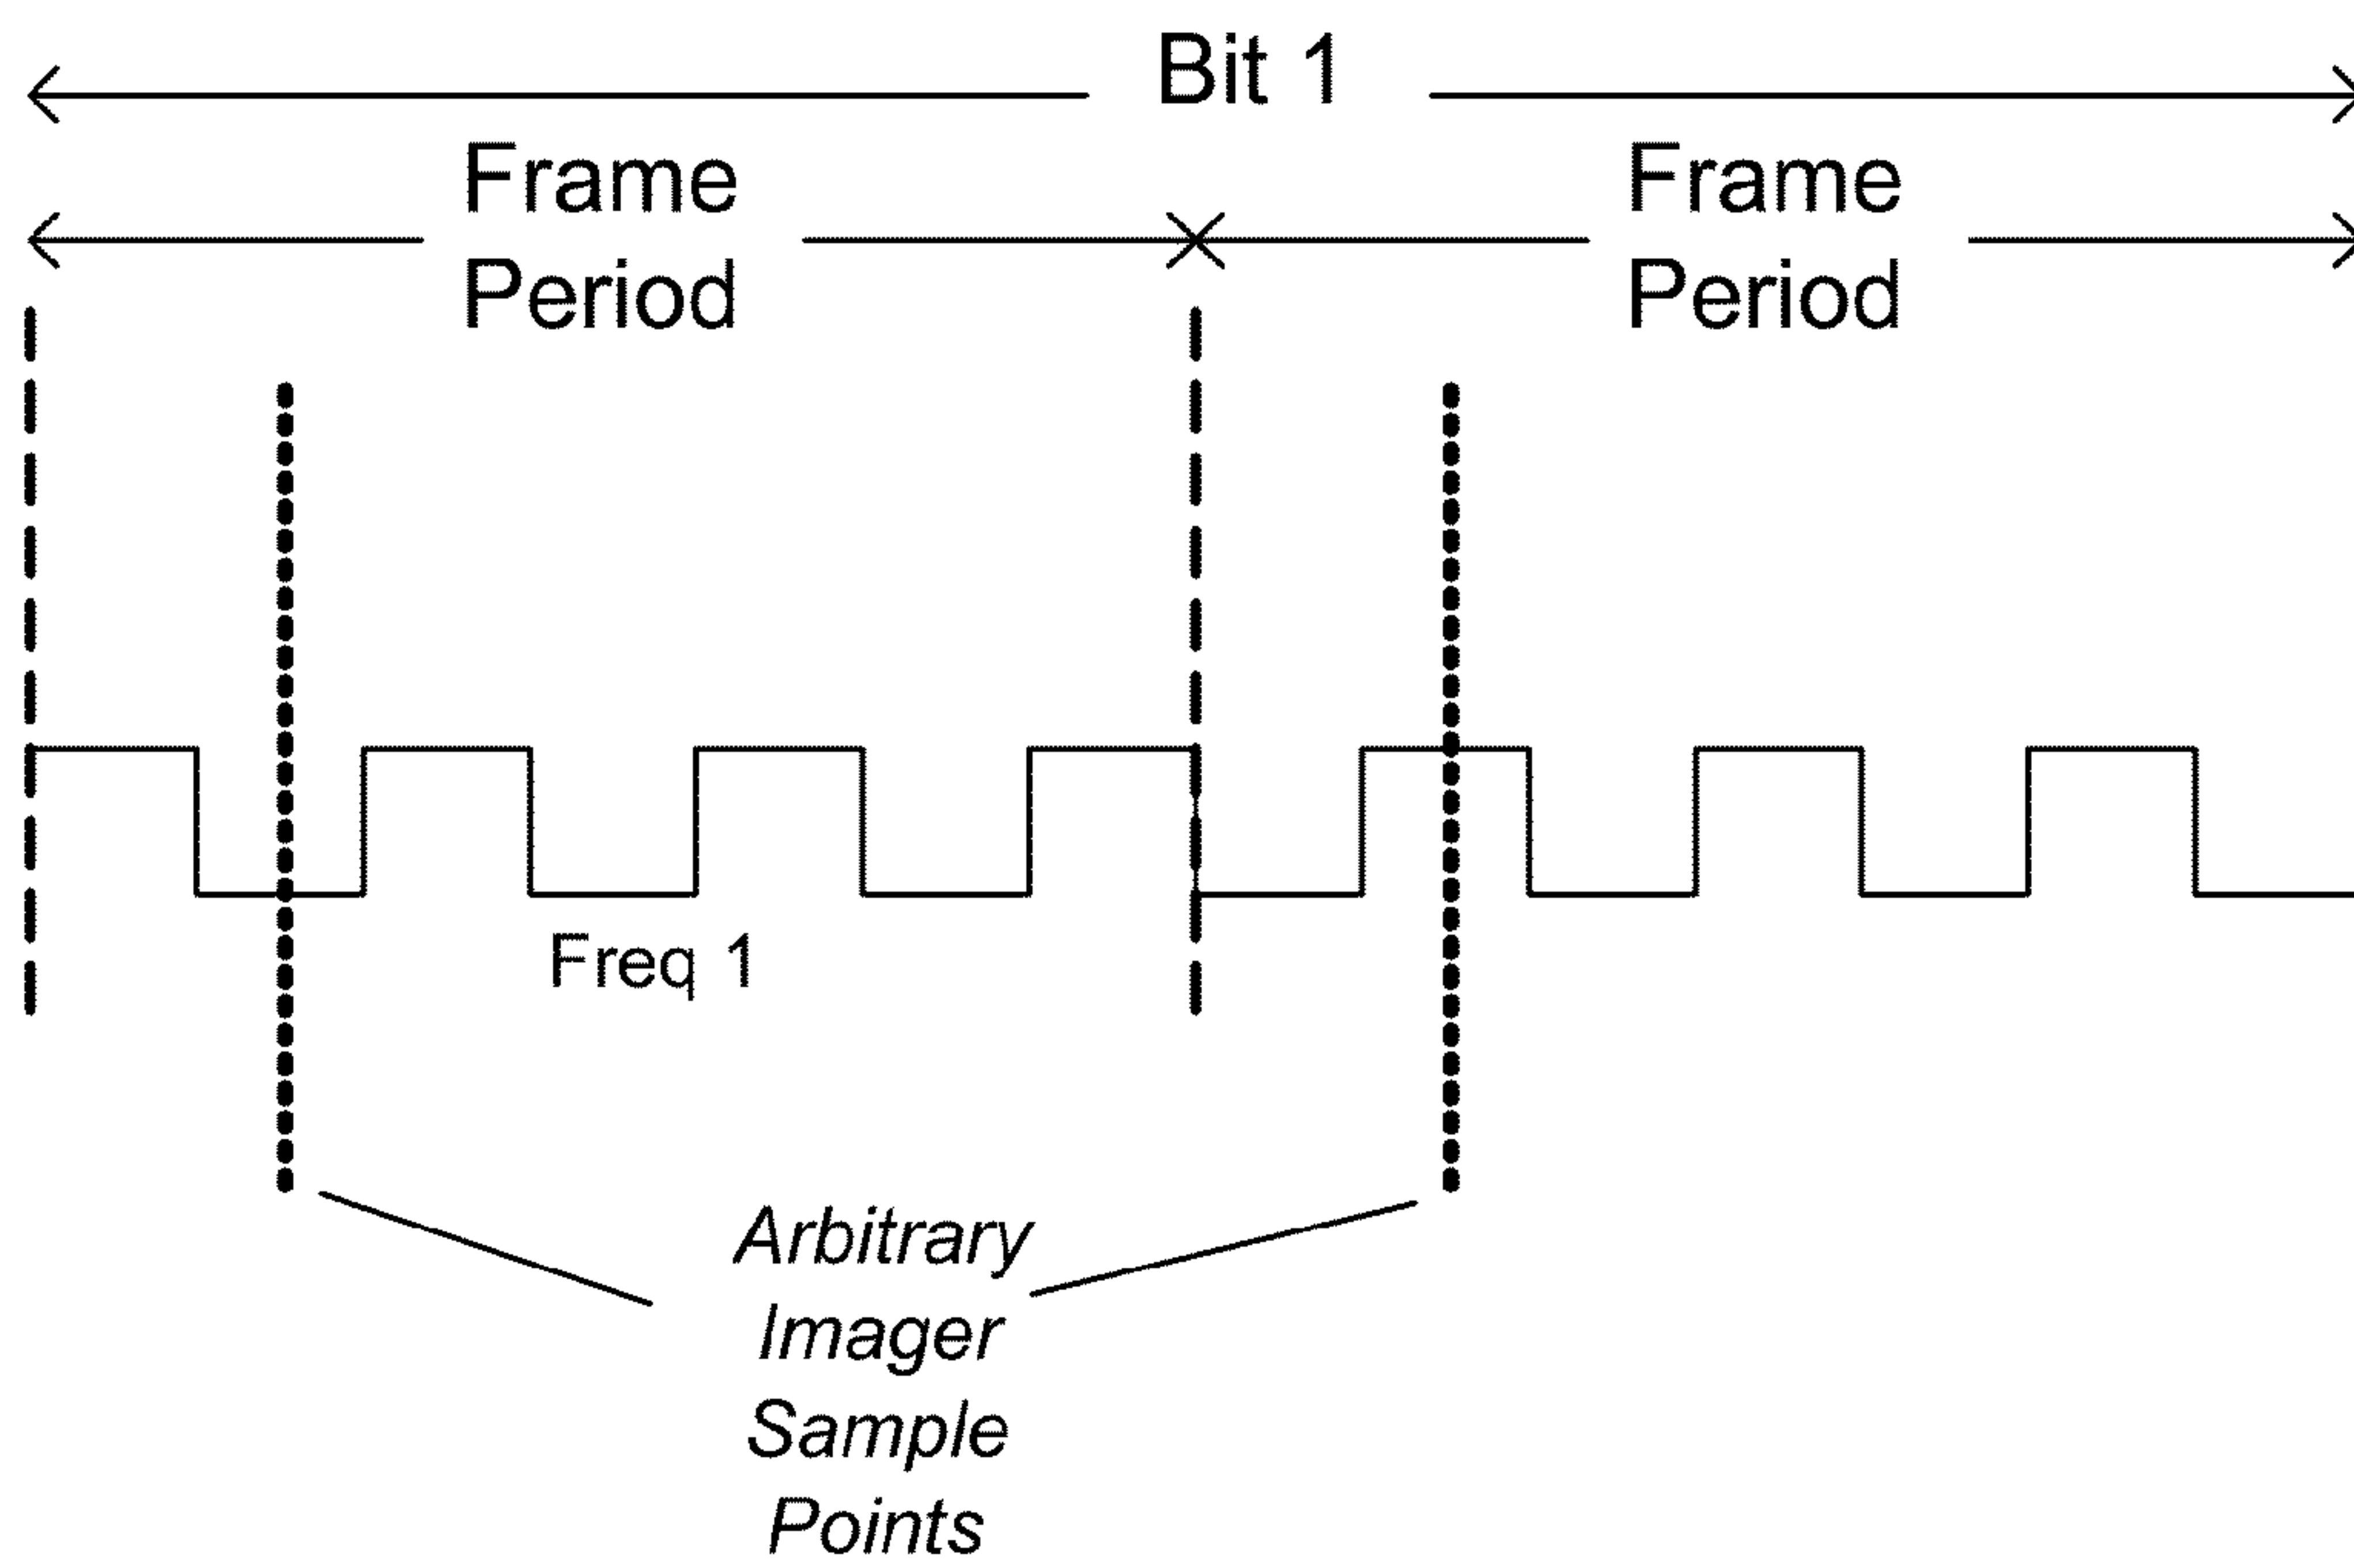 Bit 1
Frame
Period
Frame
Period
Freq 1
Arbitrary
Imager
Sample
Points